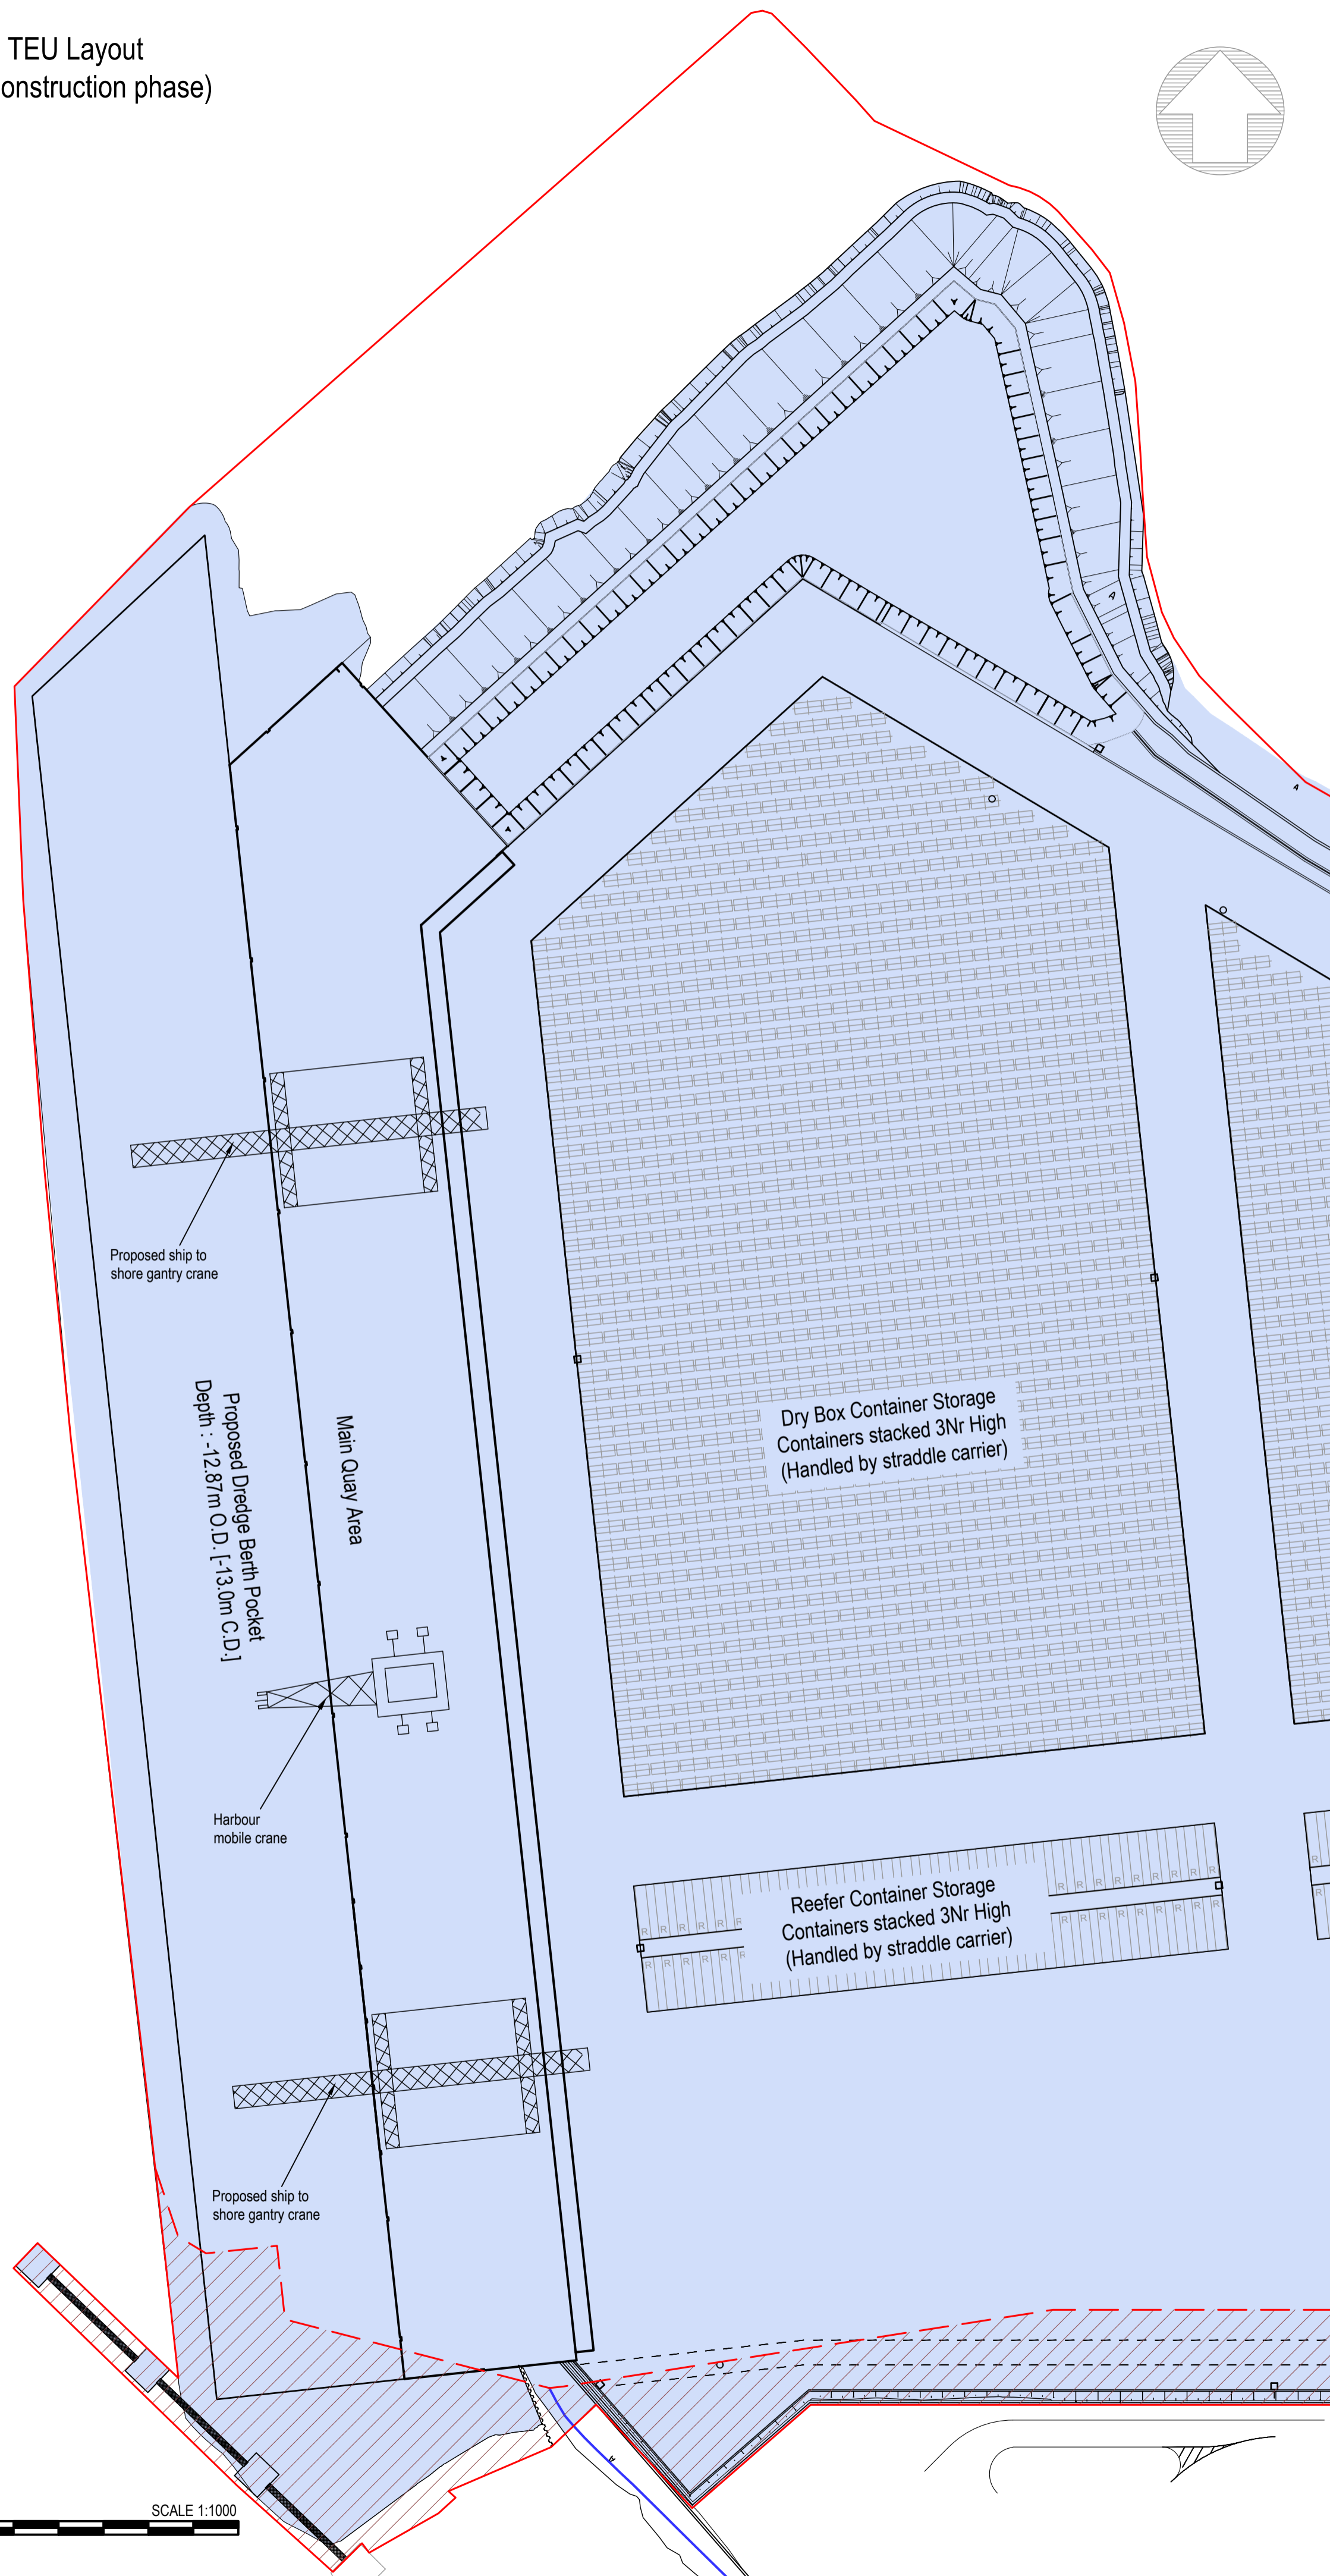 TEU Layout
onstruction phase)
Proposed ship to
shore gantry crane
Proposed Dredge Berth Pocket
Depth : -12.87m O.D. [-13.0m C.D.]
Main Quay Area
Dry Box Container Storage
Containers stacked 3Nr High
(Handled by straddle carrier)
Harbour
mobile crane
Reefer Container Storage
Containers stacked 3Nr High
(Handled by straddle carrier)
R R R R R R
R R R R R R
R R R R R R R R R
R R R R R R R R R
R
R
Proposed ship to
shore gantry crane
SCALE 1:1000